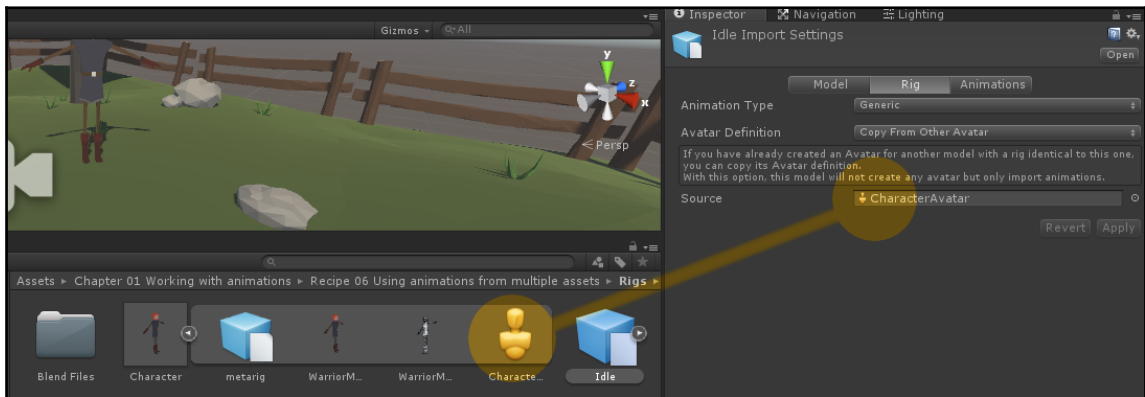 Gizmos
All
y
z
x
Persp
Assets ▸ Chapter 01 Working with animations ▸ Recipe 06 Using animations from multiple assets ▸ Rigs ▸
Blend Files
Character
metarig
WarriorM...
WarriorM...
Characte...
Idle
Inspector
Navigation
Lighting
Idle Import Settings
Open
Model
Rig
Animations
Animation Type
Generic
Avatar Definition
Copy From Other Avatar
If you have already created an Avatar for another model with a rig identical to this one,
you can copy its Avatar definition.
With this option, this model will not create any avatar but only import animations.
Source
CharacterAvatar
Revert
Apply